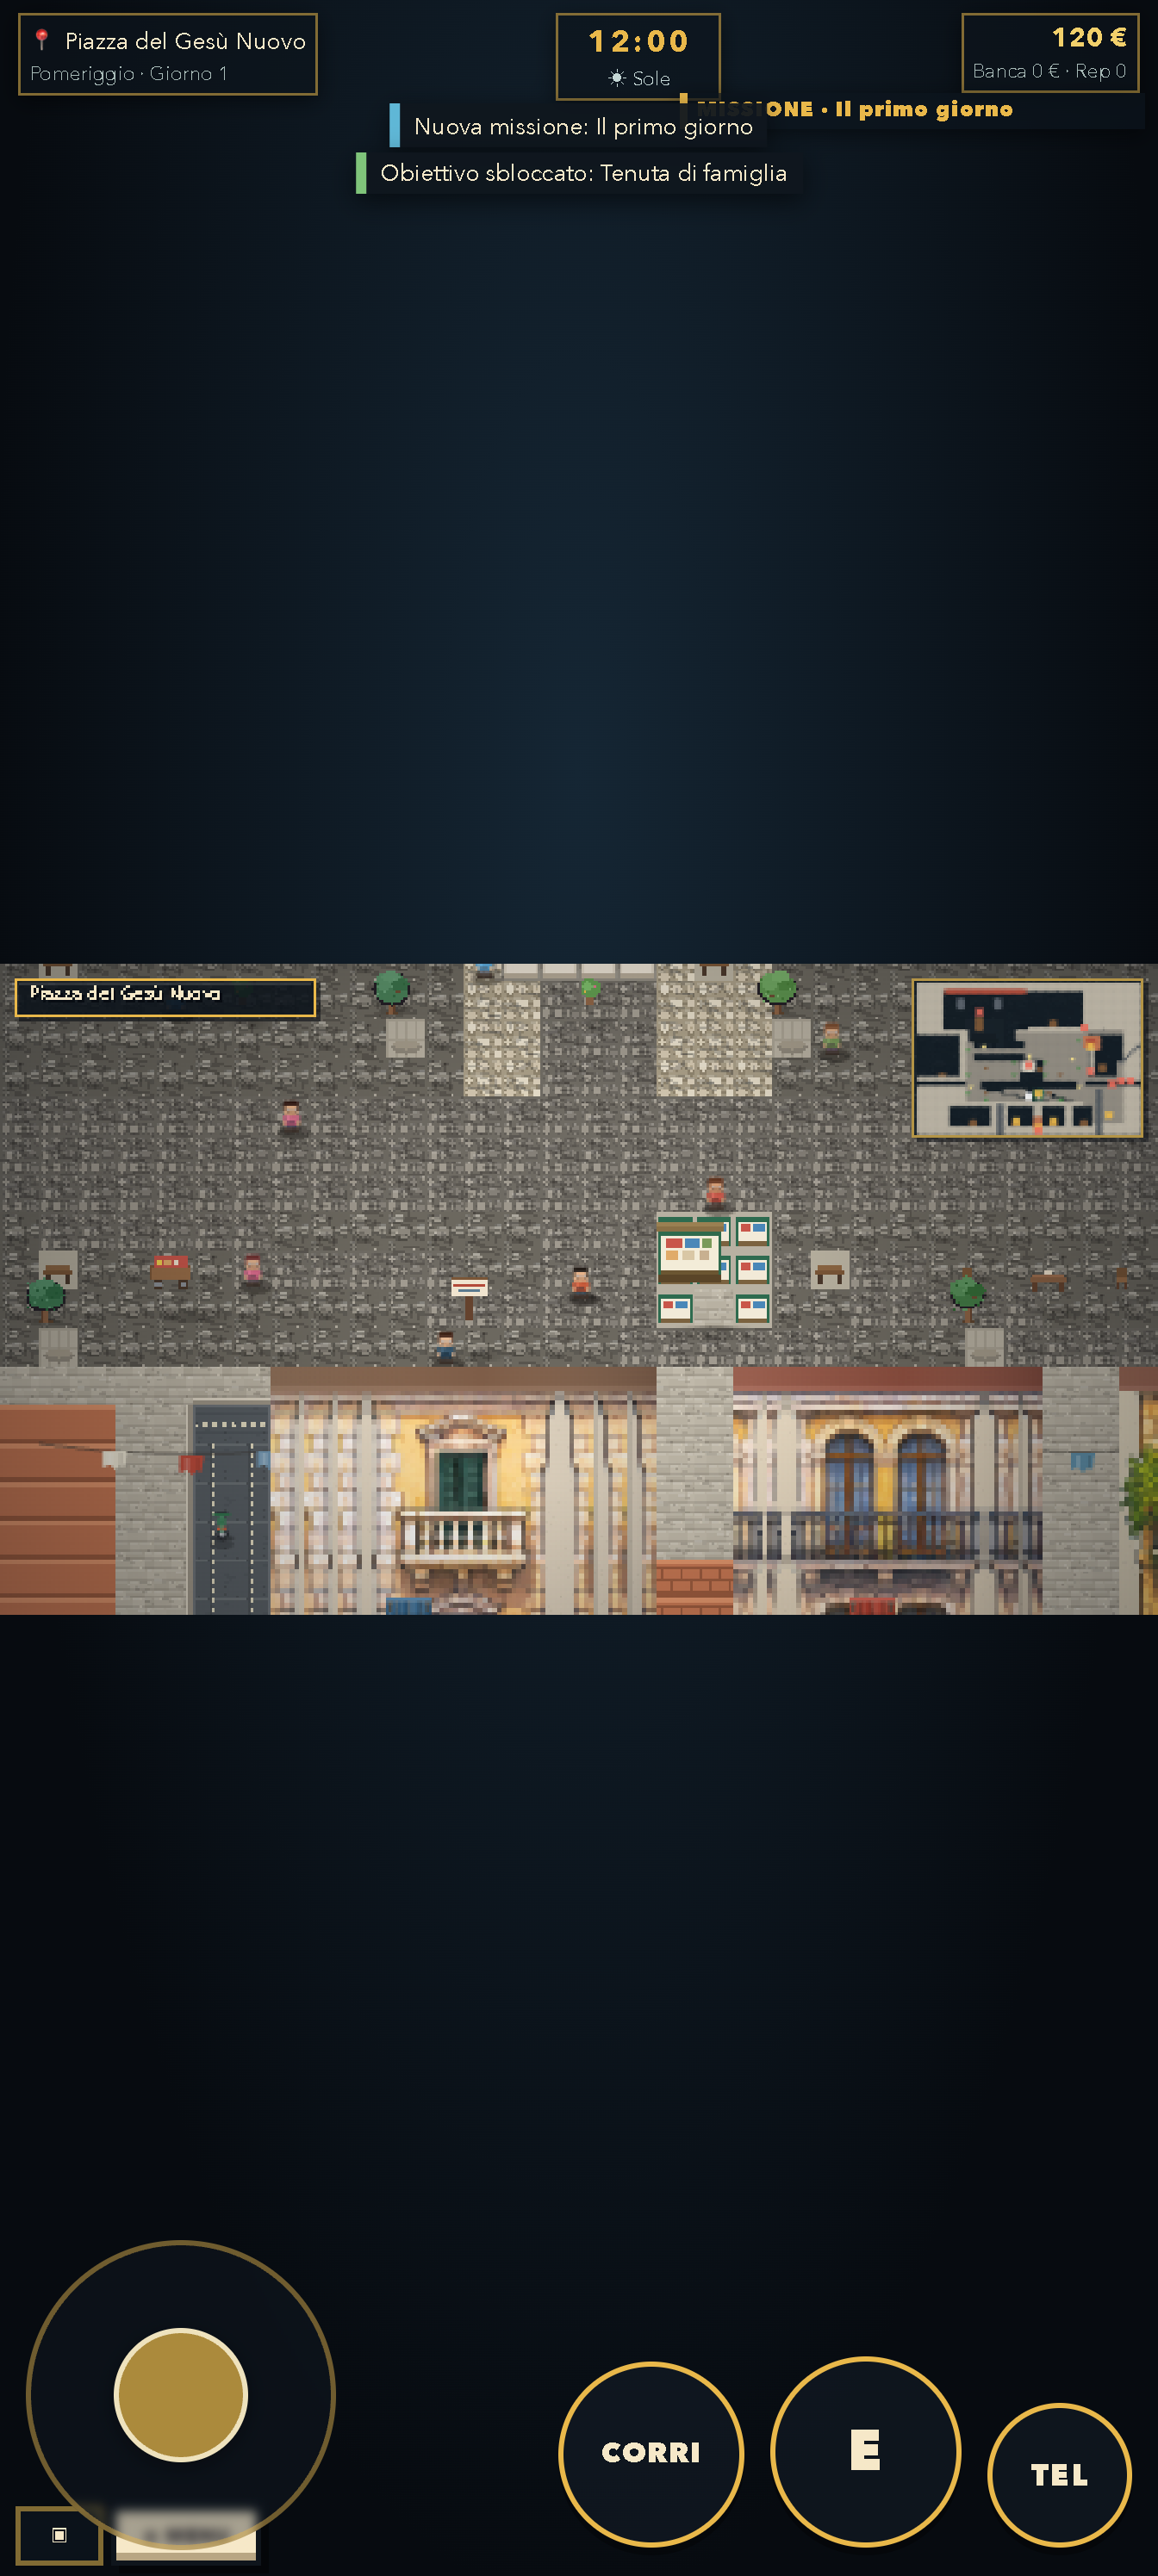 Piazza del Gesù Nuovo
Pomeriggio · Giorno 1
12:00
Sole
120 €
Banca 0 € · Rep 0
MISSIONE · Il primo giorno
Nuova missione: Il primo giorno
Obiettivo sbloccato: Tenuta di famiglia
Piazza del Gesù Nuovo
CORRI
E
TEL